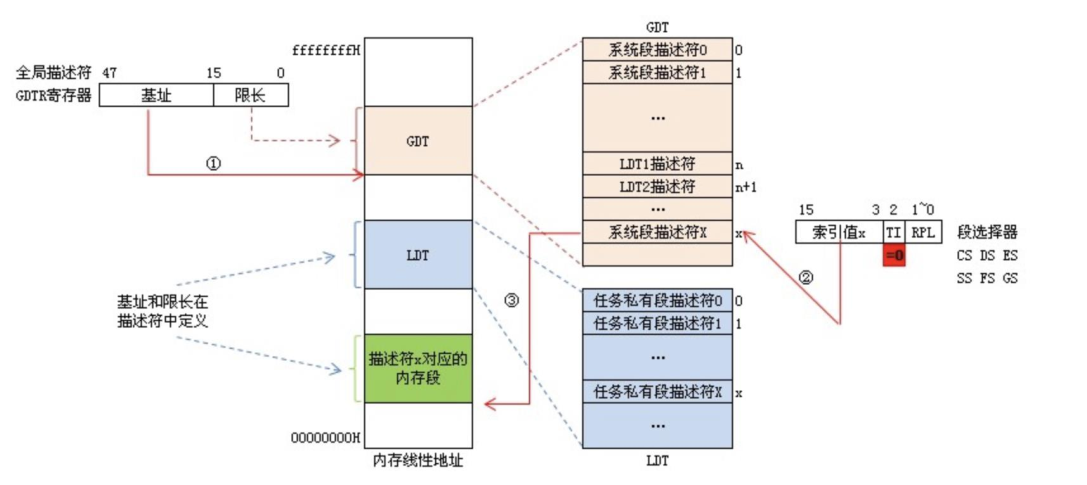 GDT
ffffffffH
全局描述符 47 15 0
GDTR寄存器 基址 限长
系统段描述符0 0
系统段描述符1 1
...
GDT
①
LDT1描述符 n
LDT2描述符 n+1
...
系统段描述符X x
15 3 2 1~0
索引值x TI RPL 段选择器
=0 CS DS ES
SS FS GS
②
LDT
③
基址和限长在
描述符中定义
任务私有段描述符0 0
任务私有段描述符1 1
...
任务私有段描述符X x
...
描述符x对应的
内存段
00000000H
内存线性地址
LDT